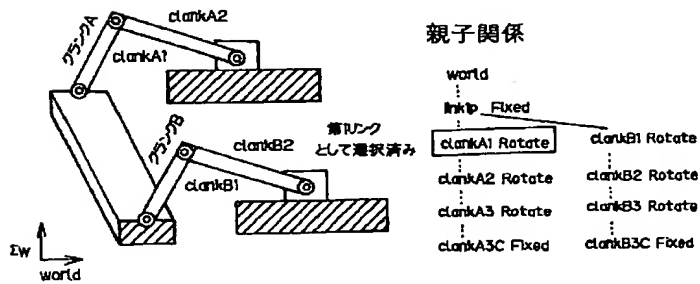 クランクA
clankA2
clankA1
クランクB
clankB2
clankB1
Σw
world
親子関係
world
linktp Fixed
第1リンク
として選択済み
clankA1 Rotate
clankA2 Rotate
clankA3 Rotate
clankA3C Fixed
clankB1 Rotate
clankB2 Rotate
clankB3 Rotate
clankB3C Fixed